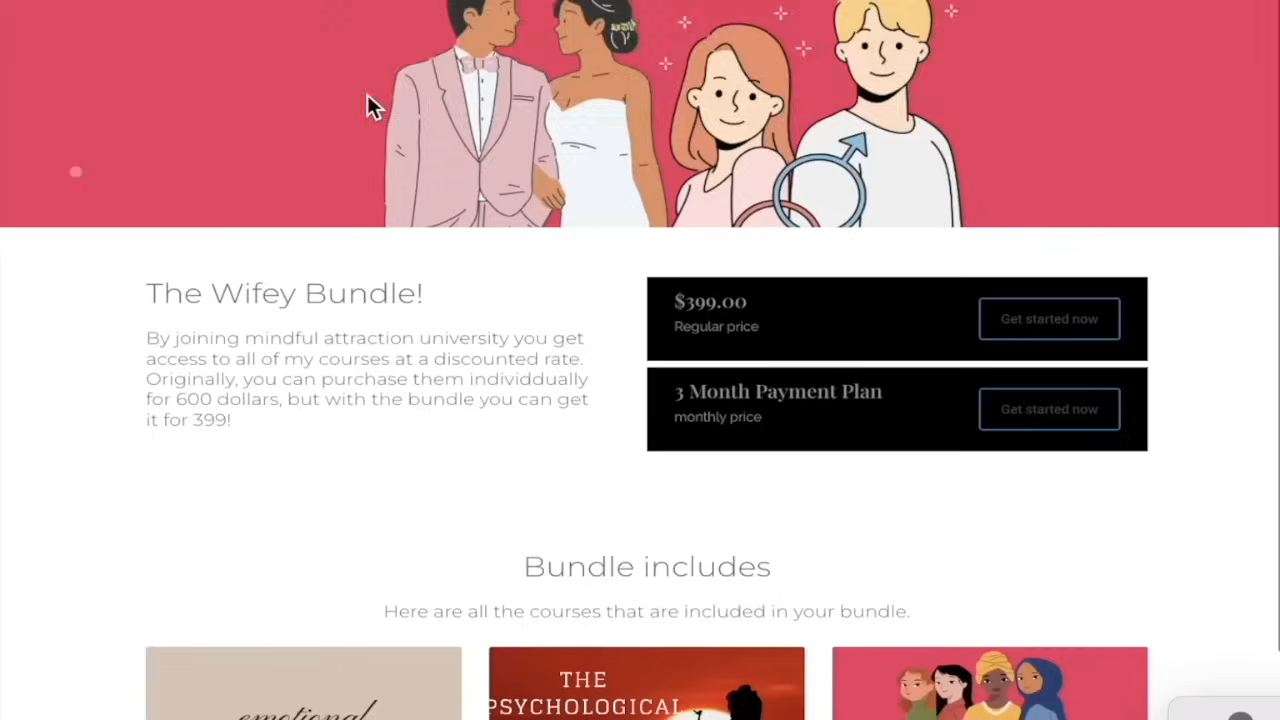 The Wifey Bundle!
By joining mindful attraction university you get
access to all of my courses at a discounted rate.
Originally, you can purchase them individdually
for 600 dollars, but with the bundle you can get
it for 399!
$399.00
Regular price
Get started now
3 Month Payment Plan
monthly price
Get started now
Bundle includes
Here are all the courses that are included in your bundle.
emotional
THE
PSYCHOLOGICAL